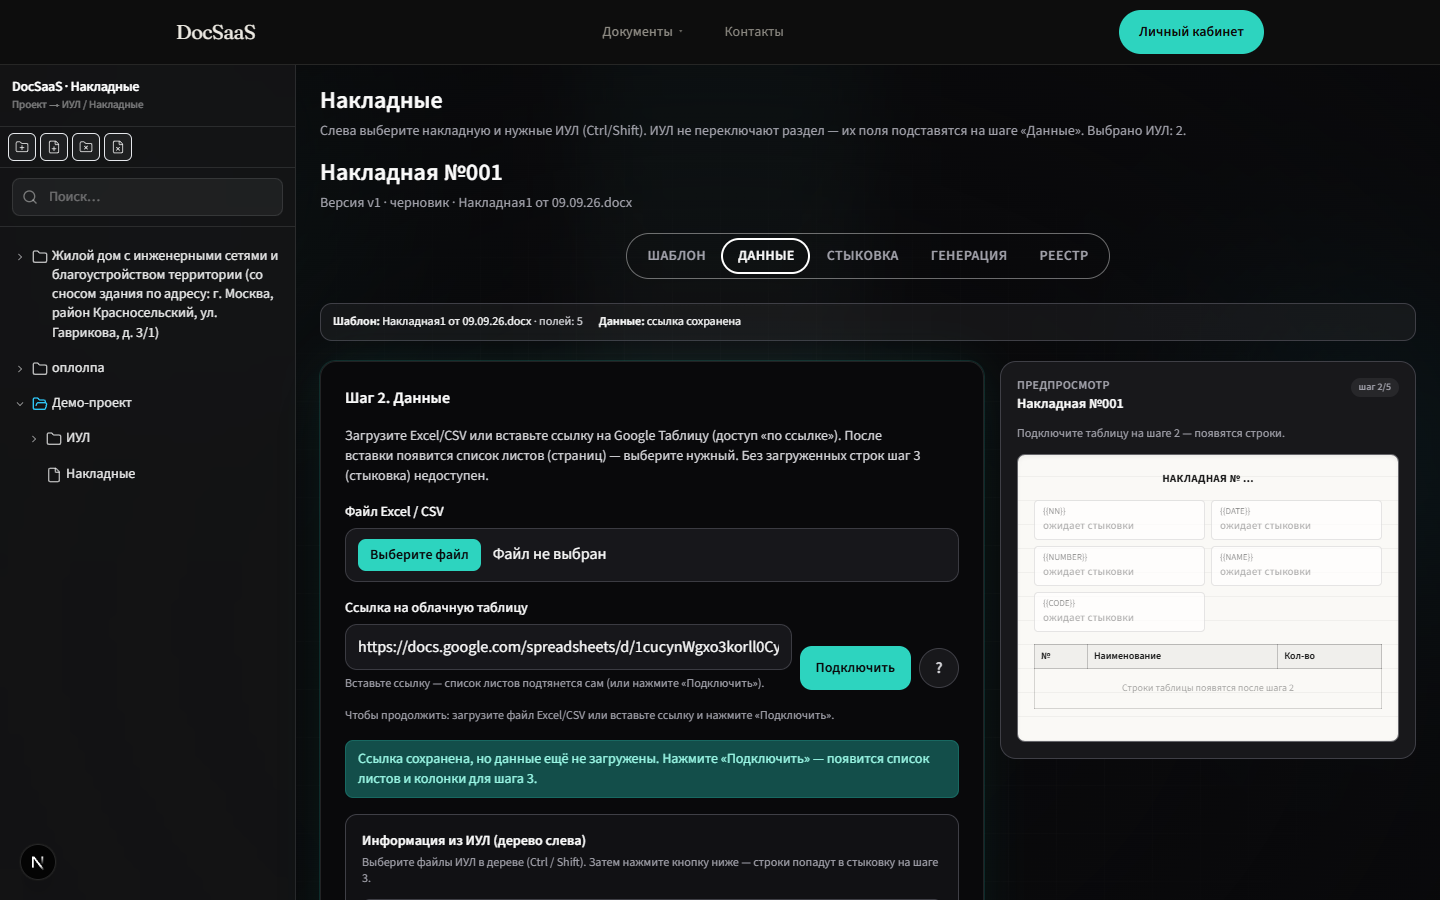 DocSaaS
Документы
Контакты
Личный кабинет
DocSaaS · Накладные
Проект → ИУЛ / Накладные
Поиск...
Жилой дом с инженерными сетями и
благоустройством территории (со
сносом здания по адресу: г. Москва,
район Красносельский, ул.
Гаврикова, д. 3/1)
оплолпа
Демо-проект
ИУЛ
Накладные
Накладные
Слева выберите накладную и нужные ИУЛ (Ctrl/Shift). ИУЛ не переключают раздел — их поля подставятся на шаге «Данные». Выбрано ИУЛ: 2.
Накладная №001
Версия v1 · черновик · Накладная1 от 09.09.26.docx
ШАБЛОН
ДАННЫЕ
СТЫКОВКА
ГЕНЕРАЦИЯ
РЕЕСТР
Шаблон: Накладная1 от 09.09.26.docx · полей: 5 Данные: ссылка сохранена
Шаг 2. Данные
Загрузите Excel/CSV или вставьте ссылку на Google Таблицу (доступ «по ссылке»). После
вставки появится список листов (страниц) — выберите нужный. Без загруженных строк шаг 3
(стыковка) недоступен.
Файл Excel / CSV
Выберите файл
Файл не выбран
Ссылка на облачную таблицу
https://docs.google.com/spreadsheets/d/1cucynWgxo3korll0Cy
Подключить
?
Вставьте ссылку — список листов подтянется сам (или нажмите «Подключить»).
Чтобы продолжить: загрузите файл Excel/CSV или вставьте ссылку и нажмите «Подключить».
Ссылка сохранена, но данные ещё не загружены. Нажмите «Подключить» — появится список
листов и колонки для шага 3.
Информация из ИУЛ (дерево слева)
Выберите файлы ИУЛ в дереве (Ctrl / Shift). Затем нажмите кнопку ниже — строки попадут в стыковку на шаге
3.
ПРЕДПРОСМОТР
шаг 2/5
Накладная №001
Подключите таблицу на шаге 2 — появятся строки.
НАКЛАДНАЯ № ...
{{NN}}
ожидает стыковки
{{DATE}}
ожидает стыковки
{{NUMBER}}
ожидает стыковки
{{NAME}}
ожидает стыковки
{{CODE}}
ожидает стыковки
№
Наименование
Кол-во
Строки таблицы появятся после шага 2
N